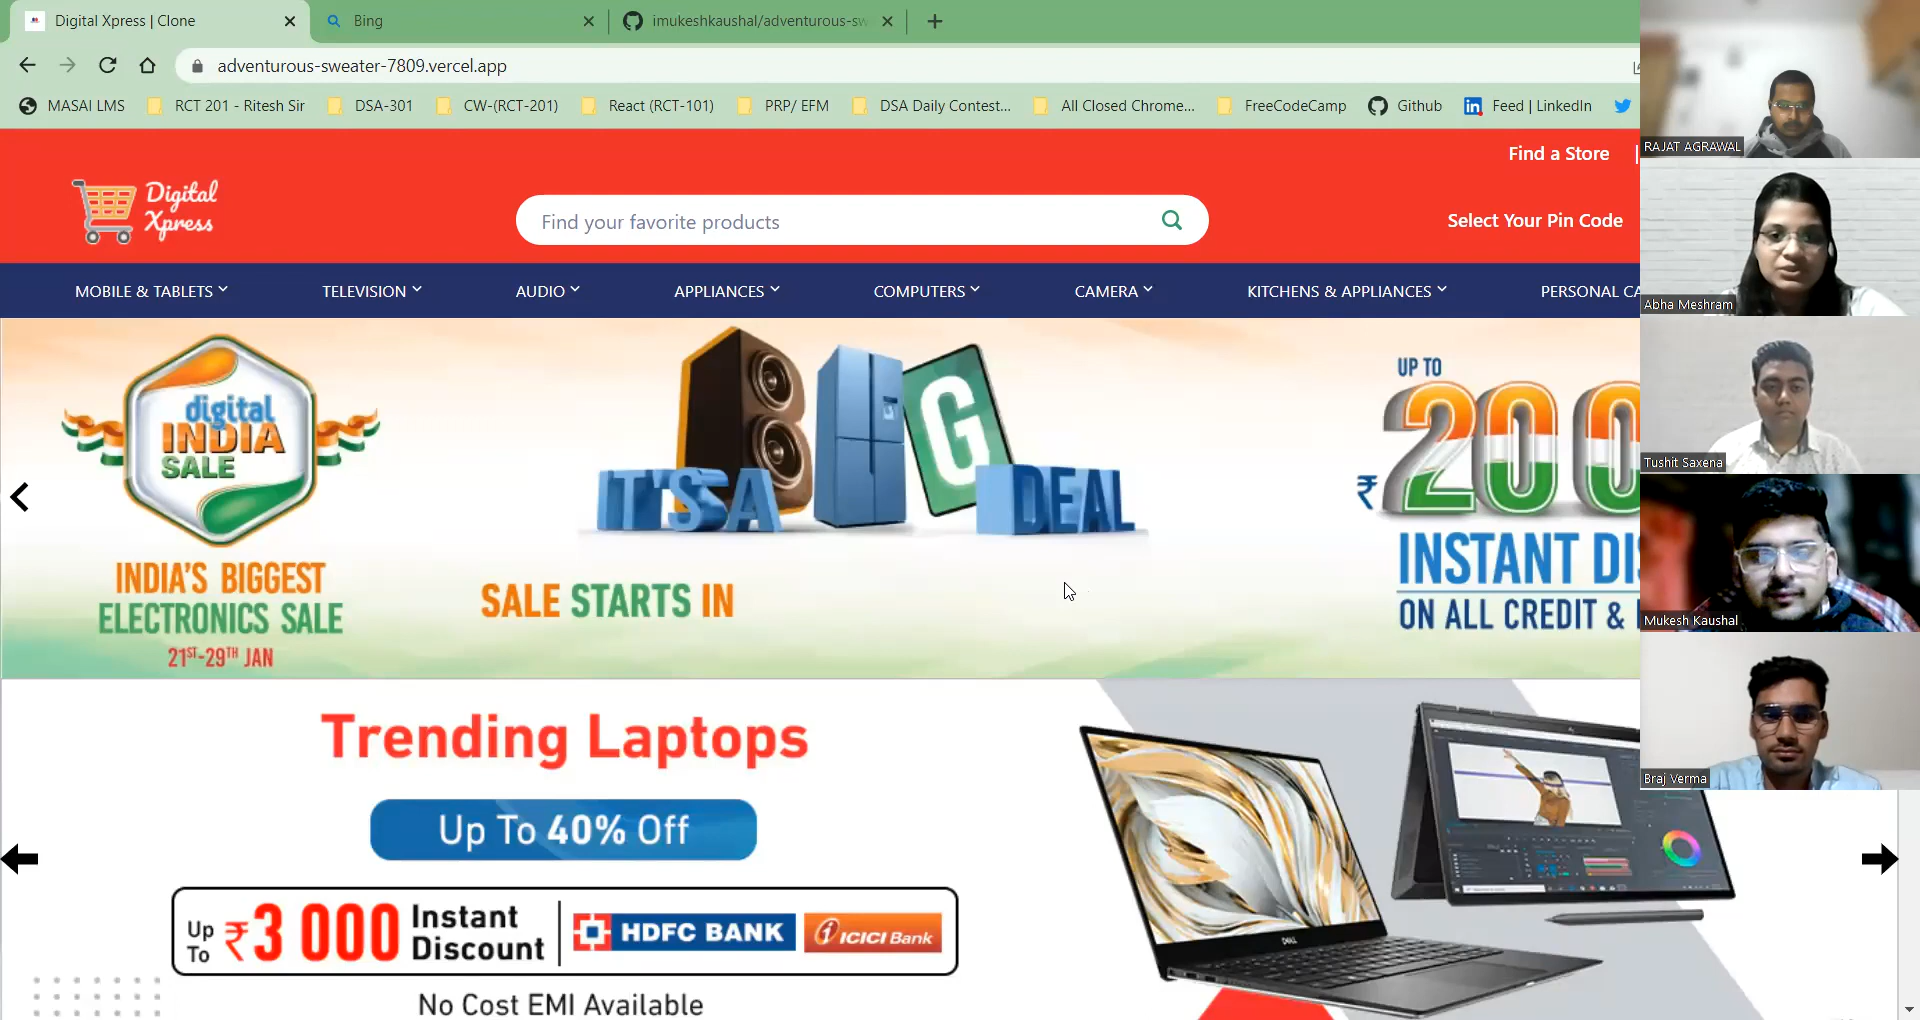 Digital Xpress | Clone
Bing
imukeshkaushal/adventurous-sw
adventurous-sweater-7809.vercel.app
MASAI LMS
RCT 201 - Ritesh Sir
DSA-301
CW-(RCT-201)
React (RCT-101)
PRP/ EFM
DSA Daily Contest...
All Closed Chrome...
FreeCodeCamp
Github
Feed | LinkedIn
Find a Store |
Digital
Xpress
Find your favorite products
Select Your Pin Code
MOBILE & TABLETS
TELEVISION
AUDIO
APPLIANCES
COMPUTERS
CAMERA
KITCHENS & APPLIANCES
PERSONAL CA
digital
INDIA
SALE
INDIA'S BIGGEST
ELECTRONICS SALE
21ST-29TH JAN
IT'S A BIG DEAL
SALE STARTS IN
UP TO
₹200
INSTANT DI
ON ALL CREDIT &
Trending Laptops
Up To 40% Off
Up To ₹3 000 Instant Discount
HDFC BANK
ICICI Bank
No Cost EMI Available
DELL
RAJAT AGRAWAL
Abha Meshram
Tushit Saxena
Mukesh Kaushal
Braj Verma